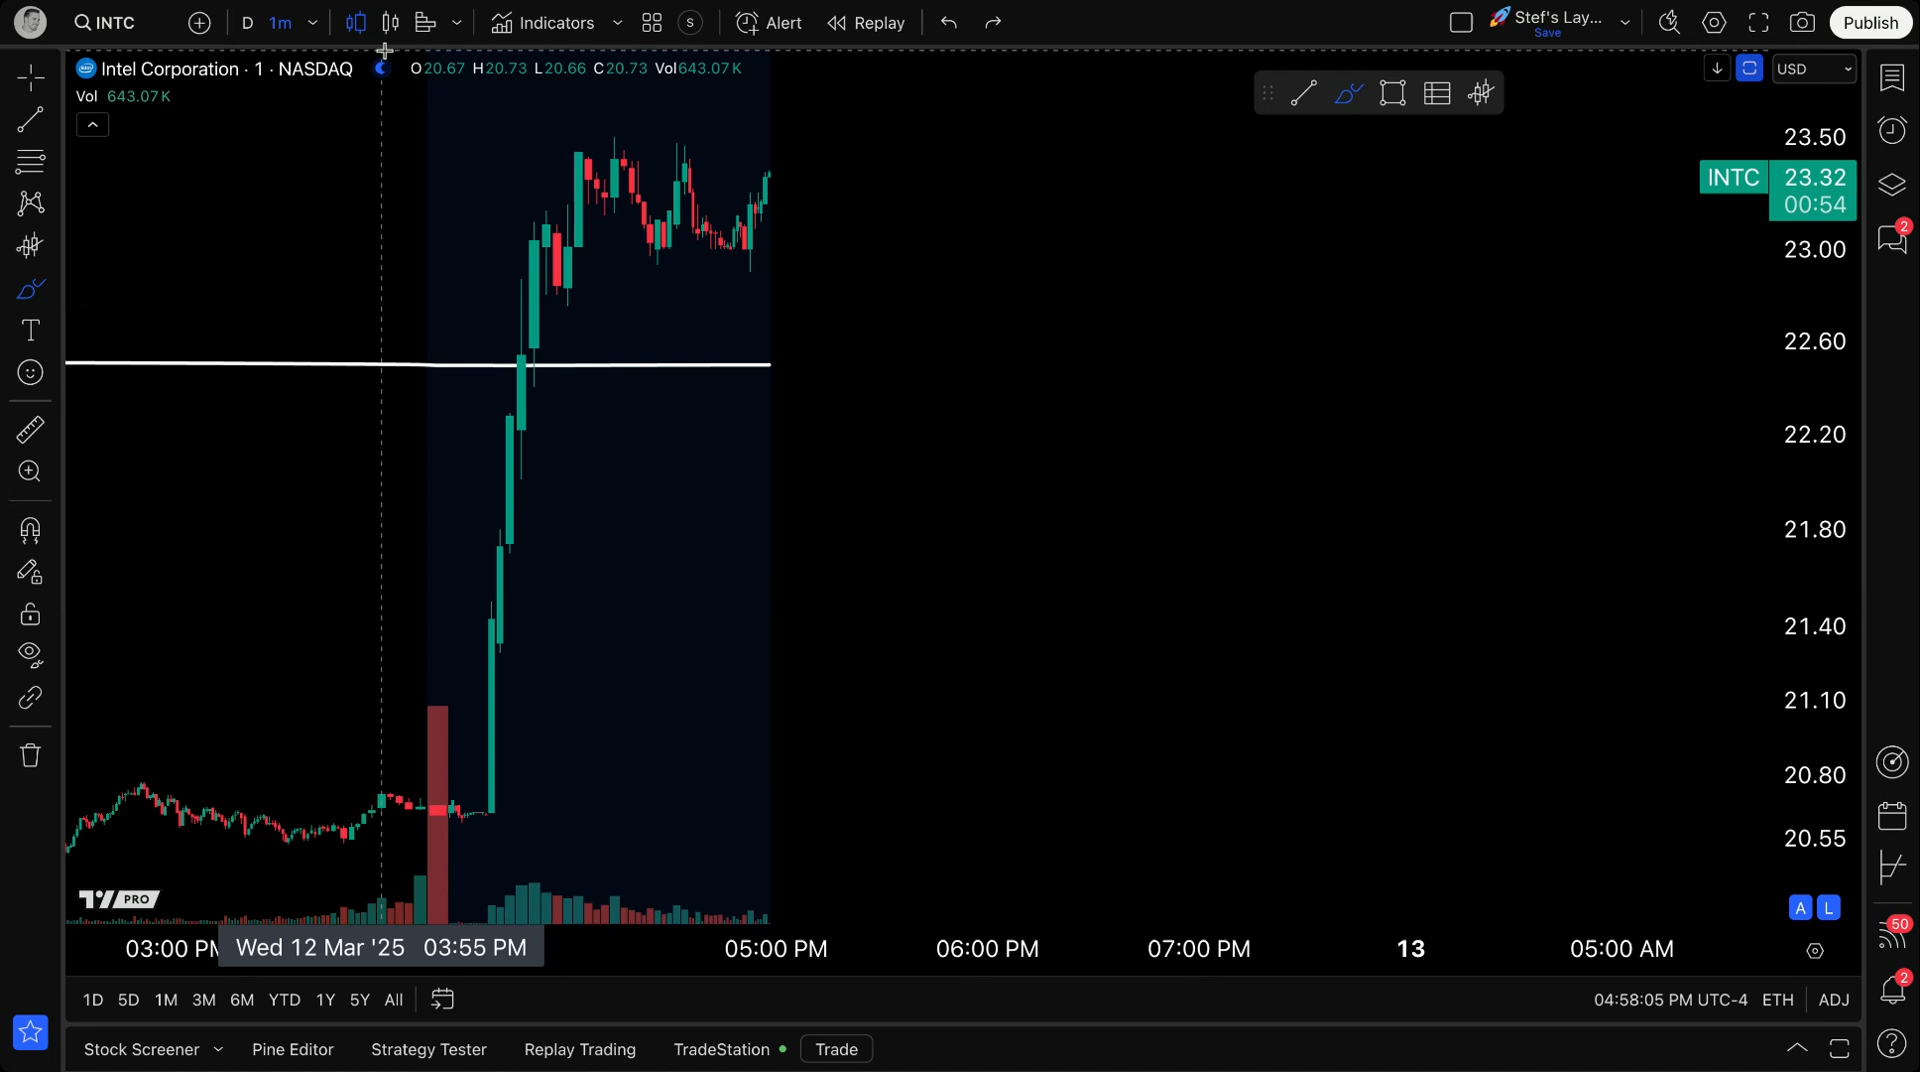 INTC
D 1m
Indicators
S
Alert
Replay
Stef's Lay...
Save
Publish
Intel Corporation · 1 · NASDAQ
O20.67 H20.73 L20.66 C20.73 Vol643.07K
USD
Vol 643.07K
23.50
INTC 23.32
00:54
2
23.00
22.60
T
22.20
21.80
21.40
21.10
20.80
20.55
PRO
A L
50
03:00 PM
Wed 12 Mar '25 03:55 PM
05:00 PM
06:00 PM
07:00 PM
13
05:00 AM
2
1D 5D 1M 3M 6M YTD 1Y 5Y All
04:58:05 PM UTC-4 ETH ADJ
Stock Screener
Pine Editor
Strategy Tester
Replay Trading
TradeStation
Trade